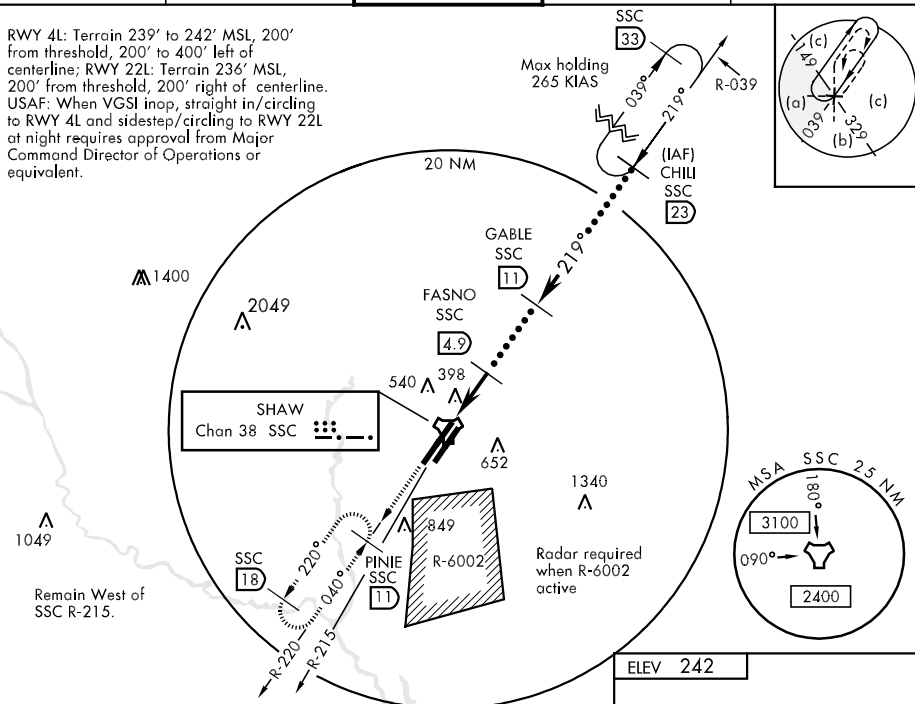 RWY 4L: Terrain 239' to 242' MSL, 200'
from threshold, 200' to 400' left of
centerline; RWY 22L: Terrain 236' MSL,
200' from threshold, 200' right of centerline.
USAF: When VGSI inop, straight in/circling
to RWY 4L and sidestep/circling to RWY 22L
at night requires approval from Major
Command Director of Operations or
equivalent.
SSC
33
Max holding
265 KIAS
039°
219°
R-039
(IAF)
CHILI
SSC
23
(c)
149
(a)
(c)
039
329
(b)
20 NM
219°
GABLE
SSC
11
FASNO
SSC
4.9
1400
2049
540
398
SHAW
Chan 38 SSC
652
1340
849
R-6002
Radar required
when R-6002
active
1049
Remain West of
SSC R-215.
SSC
18
220°
040°
PINIE
SSC
11
R-220
R-215
MSA SSC 25 NM
180°
3100
090°
2400
ELEV 242